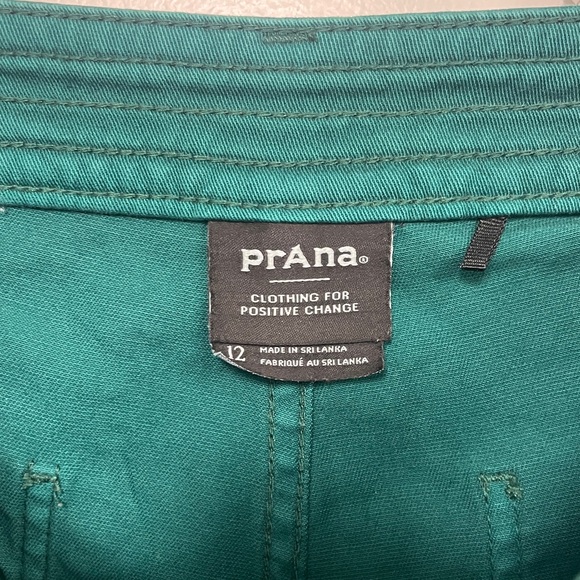 prAna®
CLOTHING FOR
POSITIVE CHANGE
12 MADE IN SRI LANKA
FABRIQUÉ AU SRI LANKA